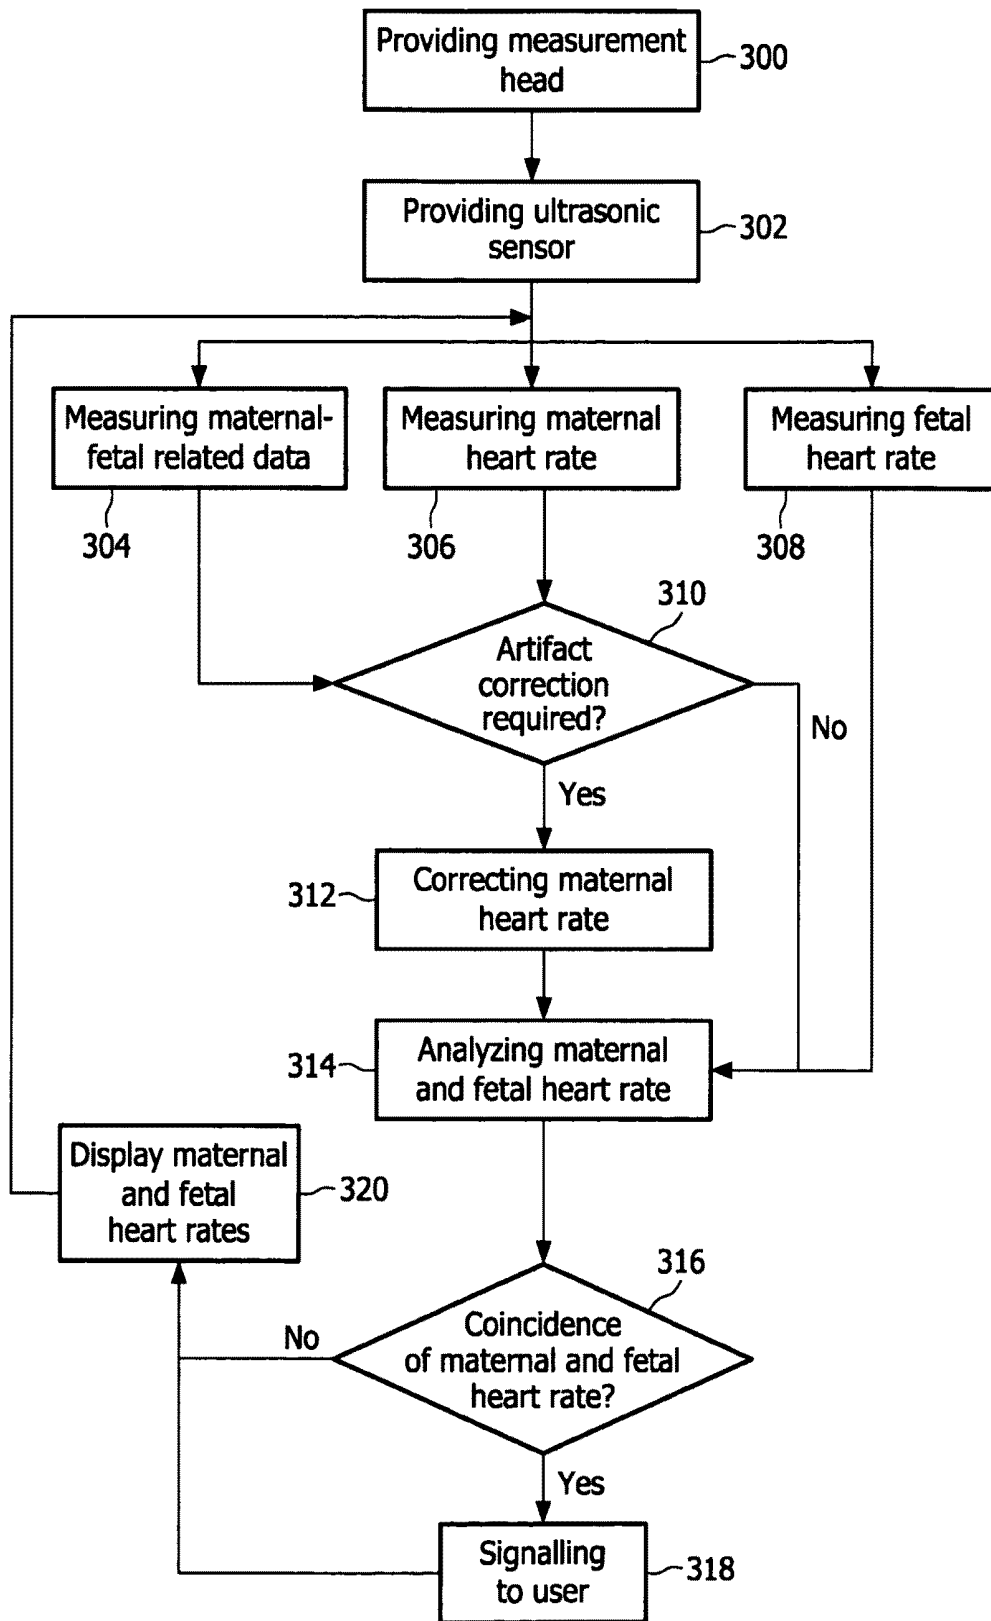 Providing measurement
head
300
Providing ultrasonic
sensor
302
Measuring maternal-
fetal related data
304
Measuring maternal
heart rate
306
Measuring fetal
heart rate
308
310
Artifact
correction
required?
No
Yes
312
Correcting maternal
heart rate
314
Analyzing maternal
and fetal heart rate
Display maternal
and fetal
heart rates
320
316
Coincidence
of maternal and fetal
heart rate?
No
Yes
Signalling
to user
318